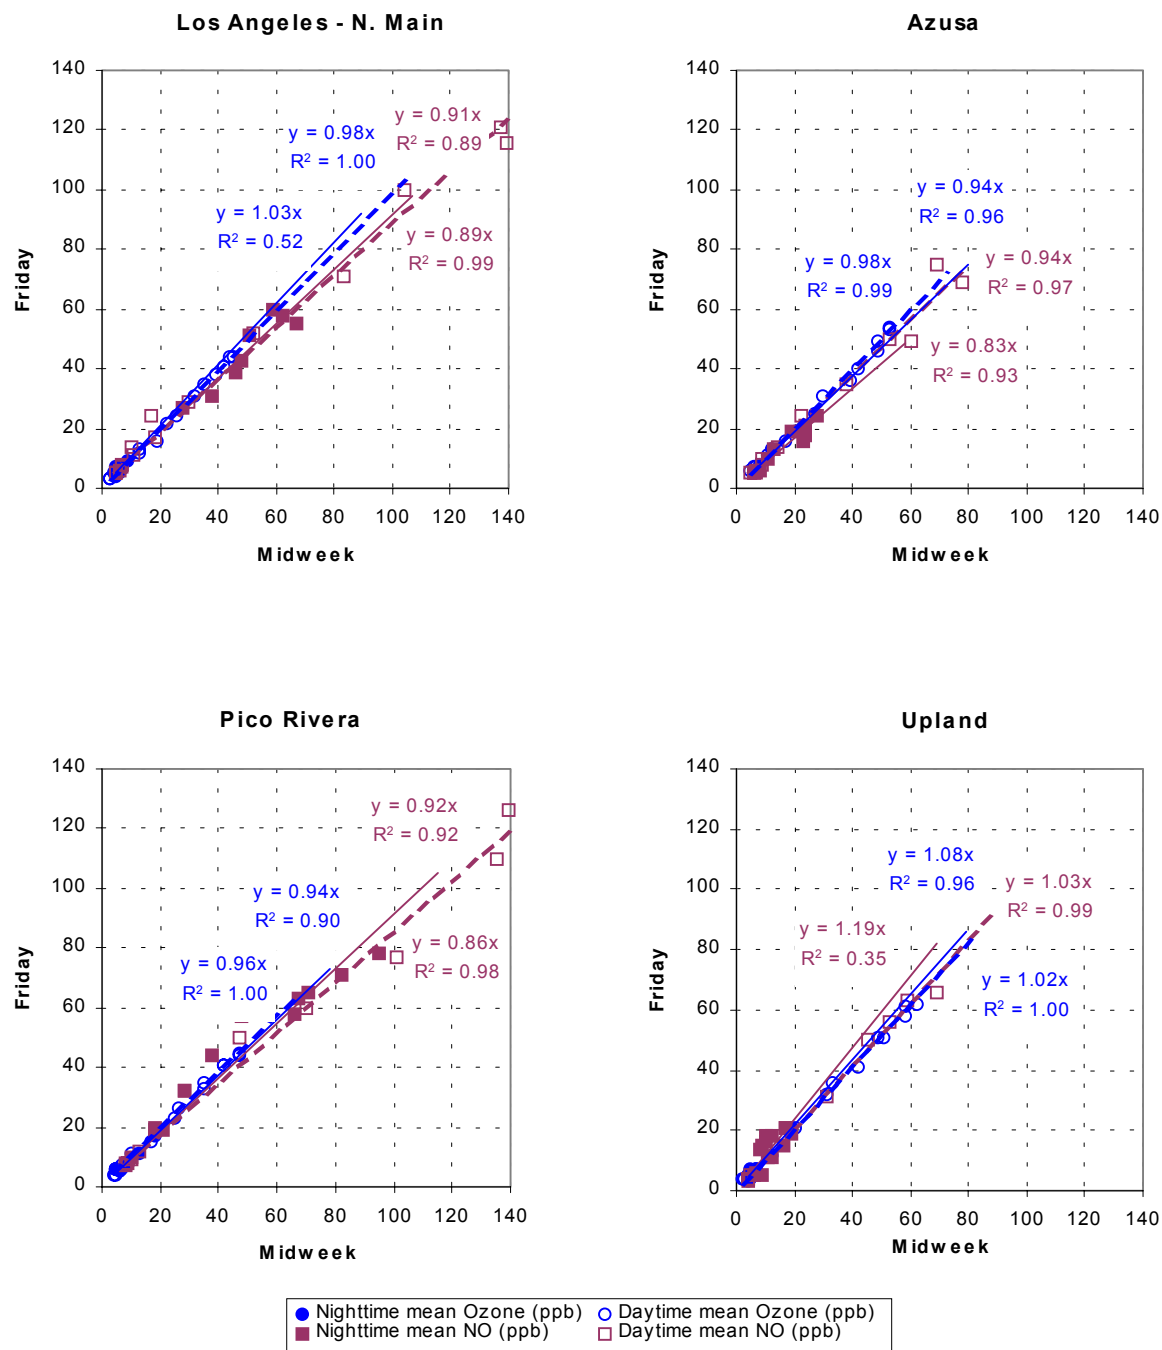 Los Angeles - N. Main
140
120
100
80
60
40
20
0
Friday
y = 0.98x
R² = 1.00
y = 0.91x
R² = 0.89
y = 1.03x
R² = 0.52
y = 0.89x
R² = 0.99
0 20 40 60 80 100 120 140
Midweek
Azusa
140
120
100
80
60
40
20
0
Friday
y = 0.94x
R² = 0.96
y = 0.98x
R² = 0.99
y = 0.94x
R² = 0.97
y = 0.83x
R² = 0.93
0 20 40 60 80 100 120 140
Midweek
Pico Rivera
140
120
100
80
60
40
20
0
Friday
y = 0.92x
R² = 0.92
y = 0.94x
R² = 0.90
y = 0.96x
R² = 1.00
y = 0.86x
R² = 0.98
0 20 40 60 80 100 120 140
Midweek
Upland
140
120
100
80
60
40
20
0
Friday
y = 1.08x
R² = 0.96
y = 1.03x
R² = 0.99
y = 1.19x
R² = 0.35
y = 1.02x
R² = 1.00
0 20 40 60 80 100 120 140
Midweek
Nighttime mean Ozone (ppb) Daytime mean Ozone (ppb)
Nighttime mean NO (ppb) Daytime mean NO (ppb)